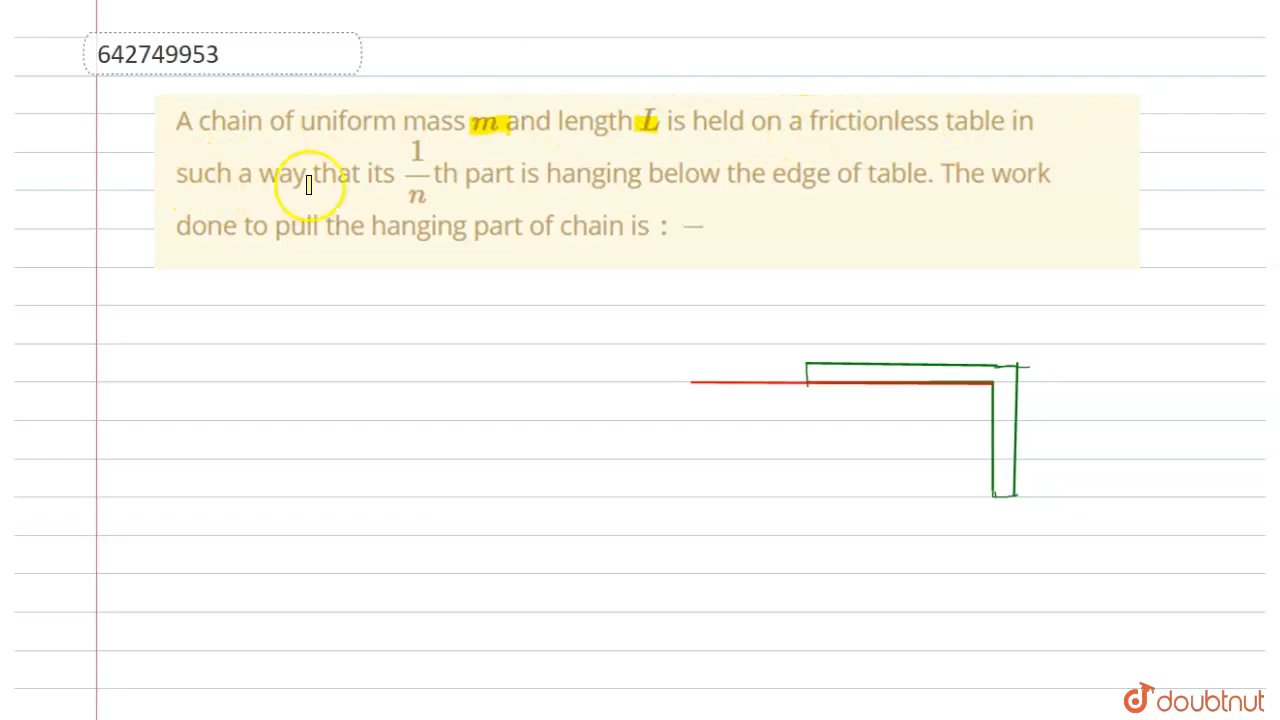 642749953
A chain of uniform mass m and length L is held on a frictionless table in
such a way that its 1/n th part is hanging below the edge of table. The work
done to pull the hanging part of chain is : −
doubtnut